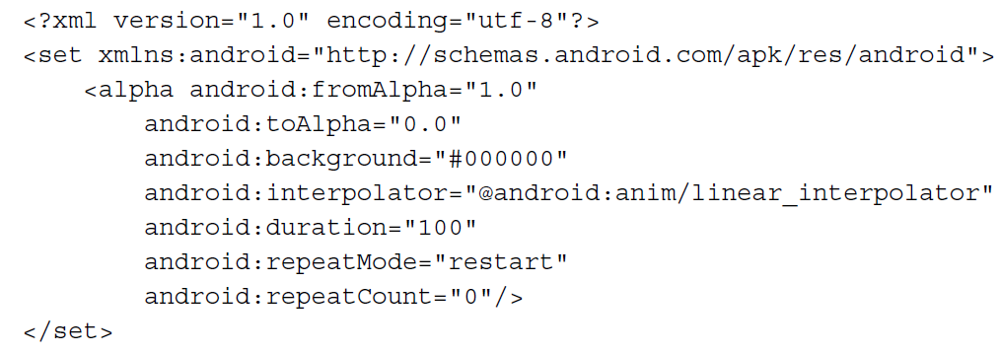 <?xml version="1.0" encoding="utf-8"?>
<set xmlns:android="http://schemas.android.com/apk/res/android">
    <alpha android:fromAlpha="1.0"
        android:toAlpha="0.0"
        android:background="#000000"
        android:interpolator="@android:anim/linear_interpolator"
        android:duration="100"
        android:repeatMode="restart"
        android:repeatCount="0"/>
</set>